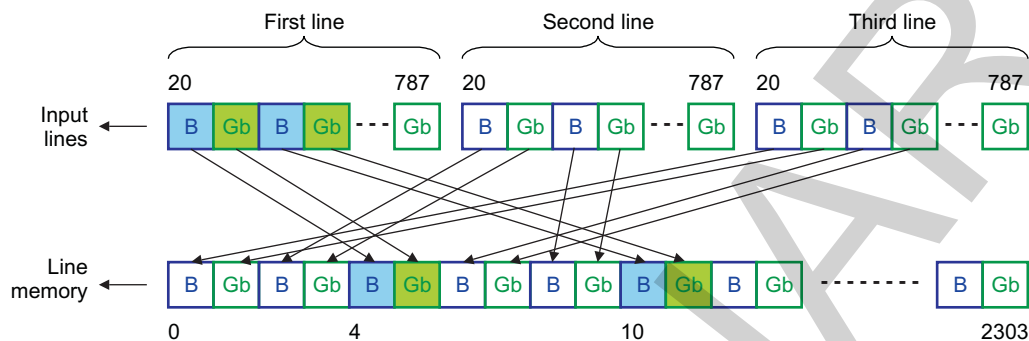 First line Second line Third line
20 787 20 787 20 787
Input lines
B Gb B Gb Gb B Gb B Gb Gb B Gb B Gb Gb
Line memory
B Gb B Gb B Gb B Gb B Gb B Gb B Gb B Gb
0 4 10 2303